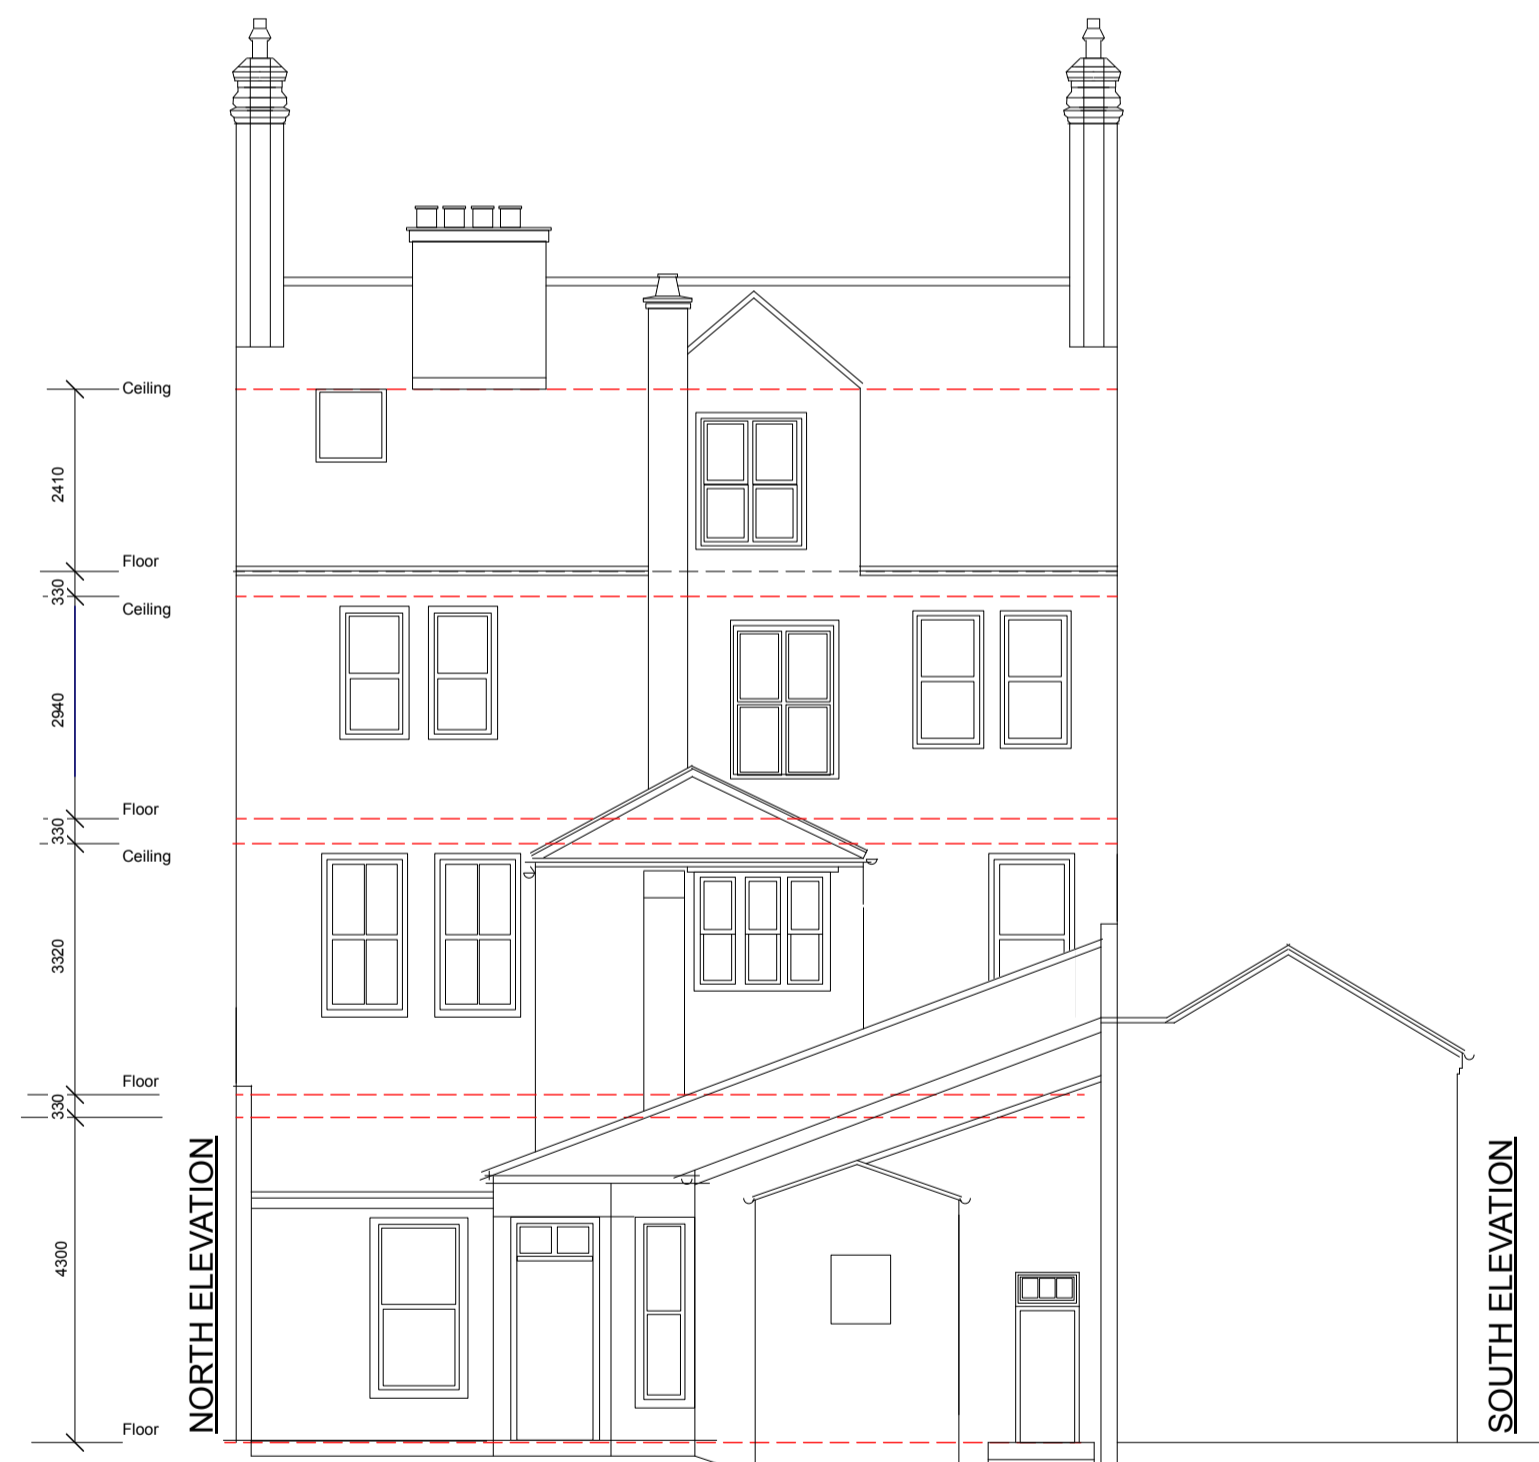 Ceiling
2410
Floor
330
Ceiling
2940
Floor
330
Ceiling
3320
Floor
330
4300
Floor
NORTH ELEVATION
SOUTH ELEVATION